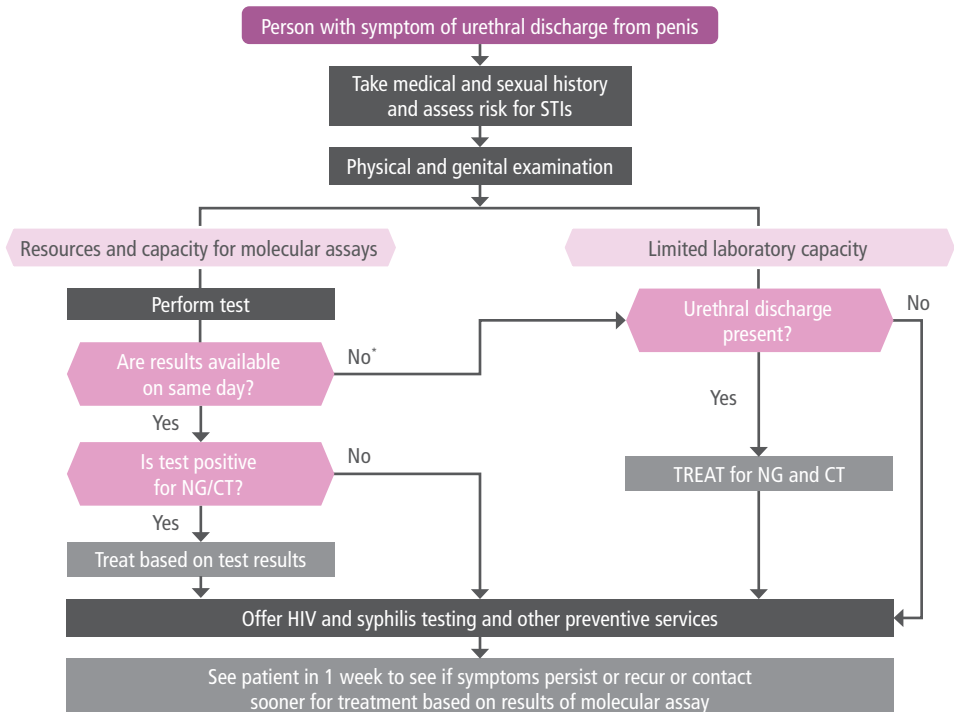 Person with symptom of urethral discharge from penis
Take medical and sexual history
and assess risk for STIs
Physical and genital examination
Resources and capacity for molecular assays
Limited laboratory capacity
Perform test
Urethral discharge
present?
No
Are results available
on same day?
No*
Yes
Yes
Is test positive
for NG/CT?
No
TREAT for NG and CT
Yes
Treat based on test results
Offer HIV and syphilis testing and other preventive services
See patient in 1 week to see if symptoms persist or recur or contact
sooner for treatment based on results of molecular assay